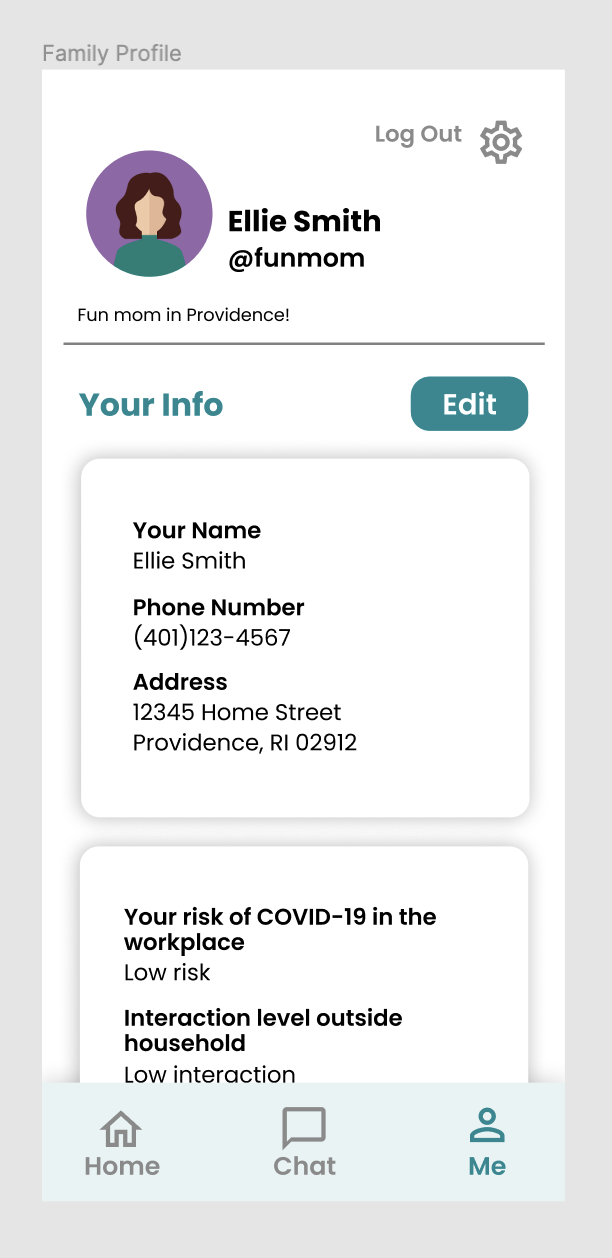 Family Profile
Log Out
Ellie Smith
@funmom
Fun mom in Providence!
Your Info
Edit
Your Name
Ellie Smith
Phone Number
(401)123-4567
Address
12345 Home Street
Providence, RI 02912
Your risk of COVID-19 in the
workplace
Low risk
Interaction level outside
household
Low interaction
Home
Chat
Me